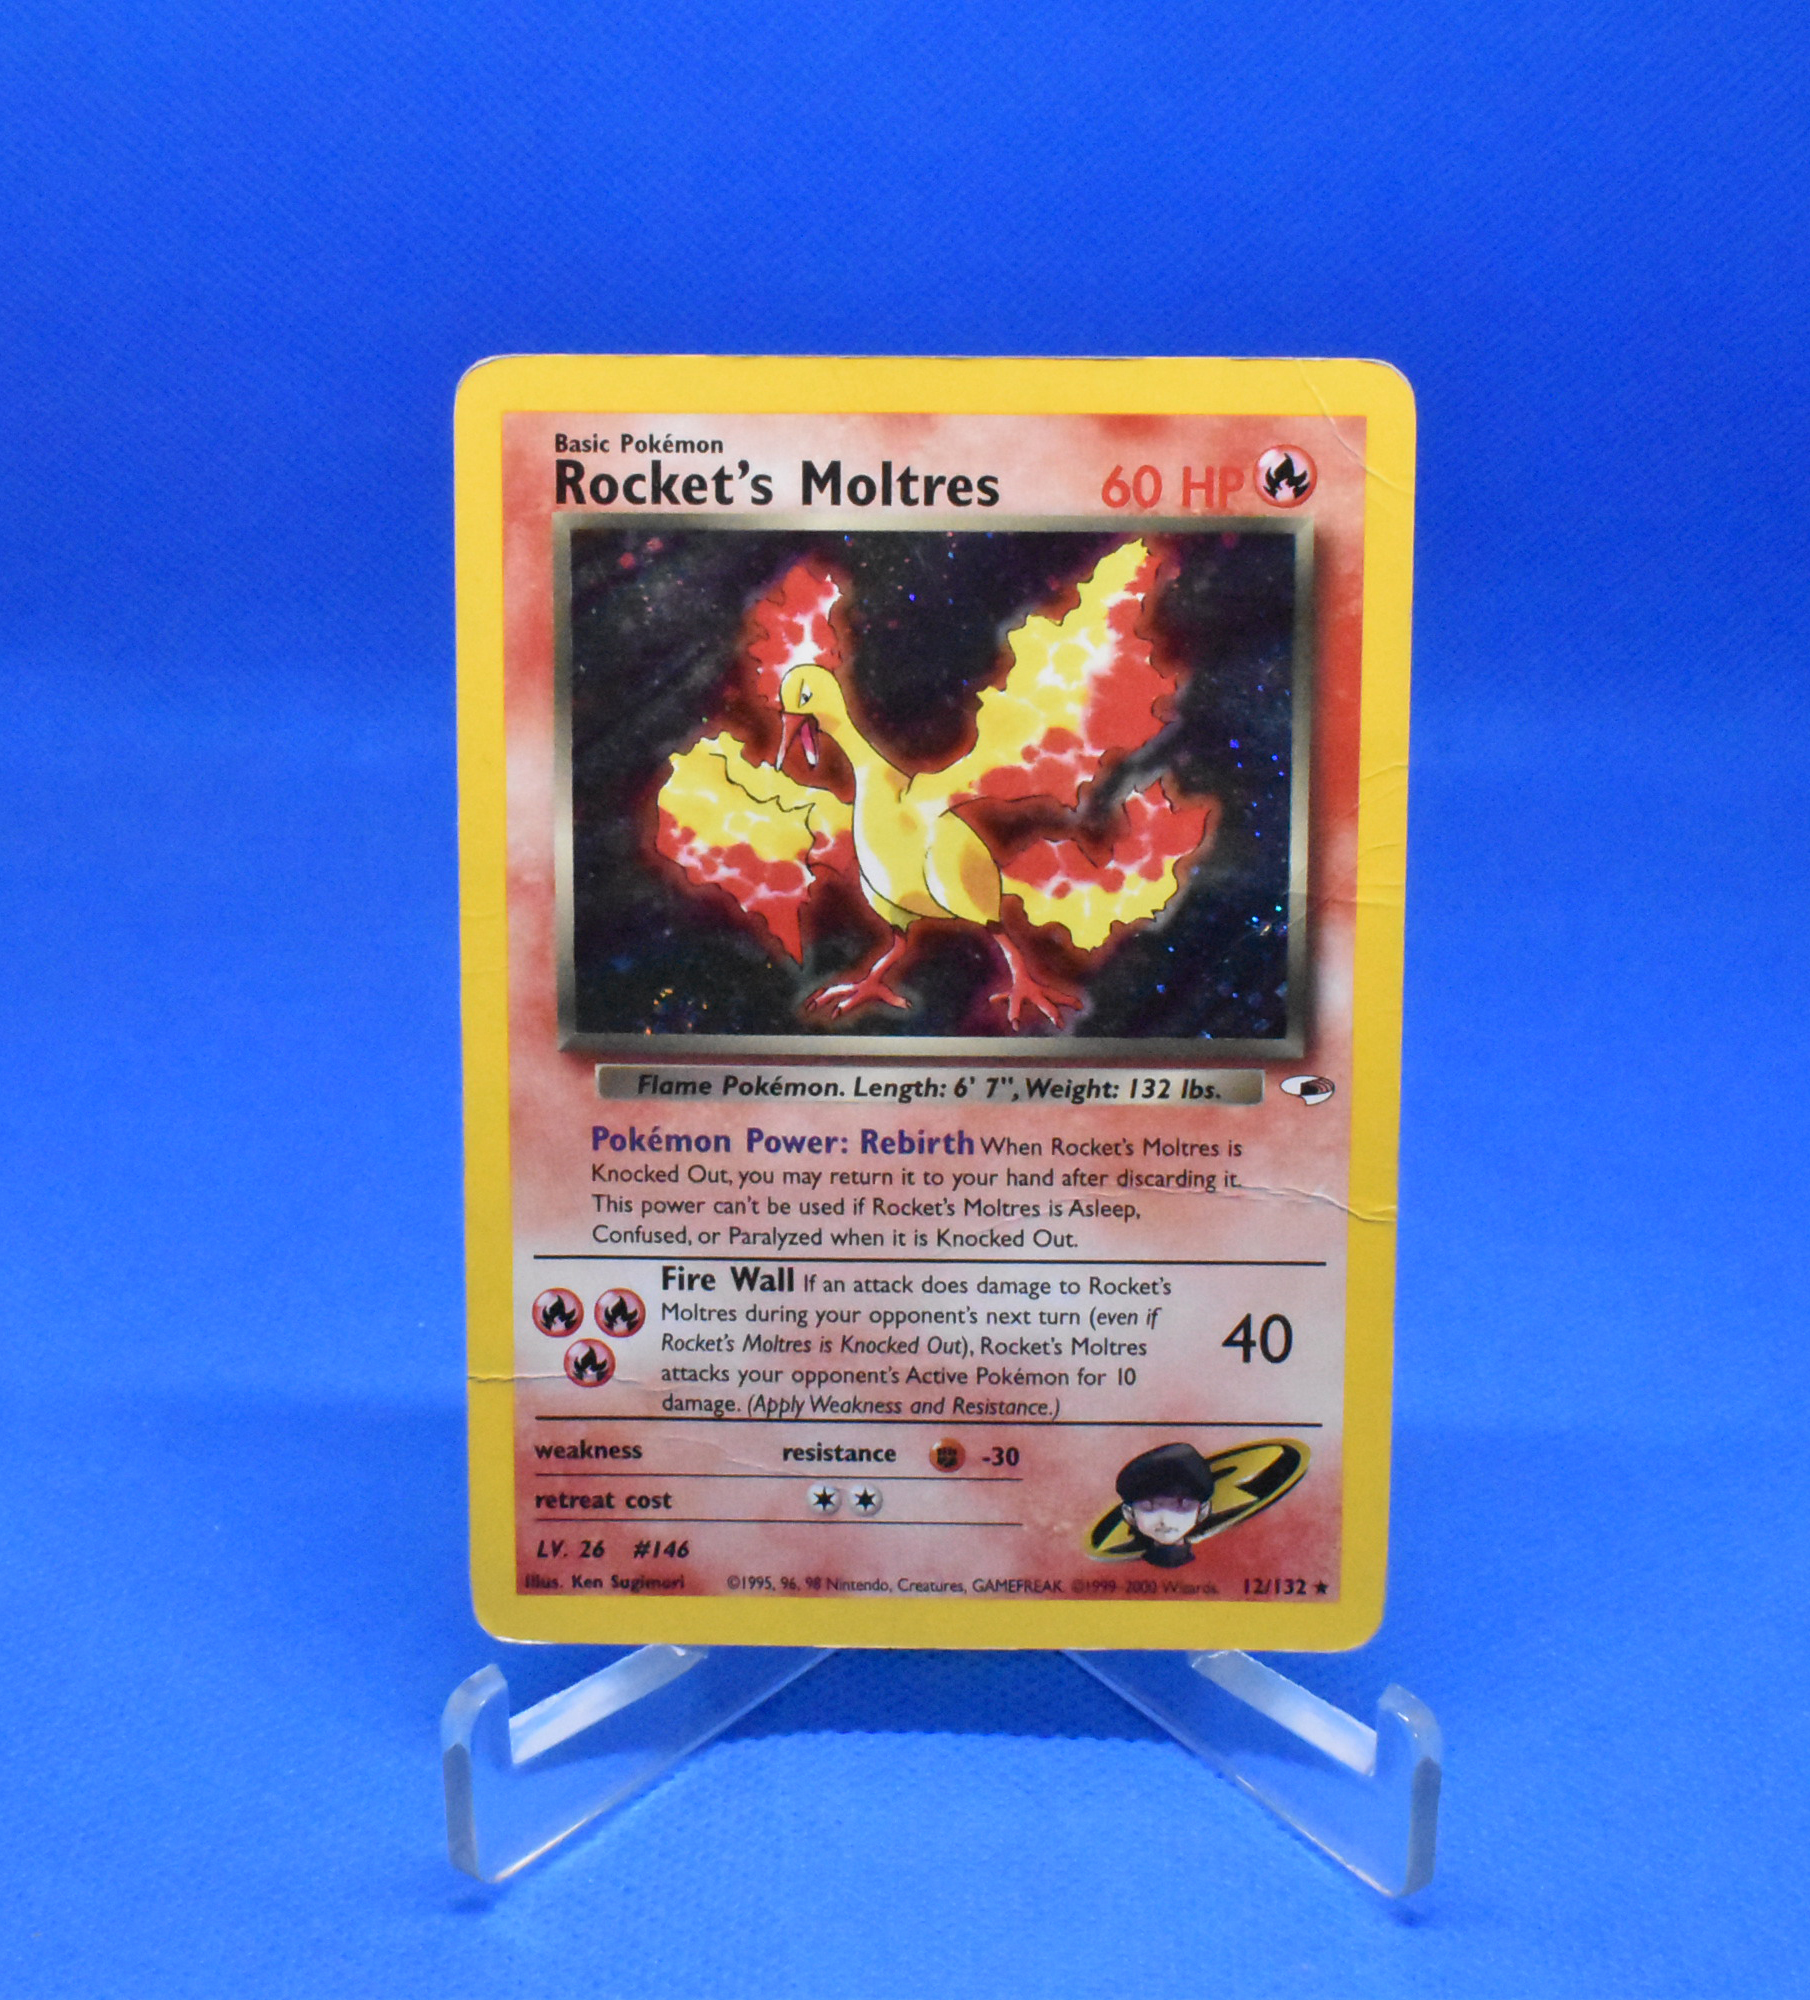 Basic Pokémon
Rocket's Moltres 60 HP
Flame Pokémon. Length: 6' 7", Weight: 132 lbs.
Pokémon Power: Rebirth When Rocket's Moltres is
Knocked Out, you may return it to your hand after discarding it.
This power can't be used if Rocket's Moltres is Asleep,
Confused, or Paralyzed when it is Knocked Out.
Fire Wall If an attack does damage to Rocket's
Moltres during your opponent's next turn (even if
Rocket's Moltres is Knocked Out), Rocket's Moltres
attacks your opponent's Active Pokémon for 10
damage. (Apply Weakness and Resistance.)
40
weakness resistance -30
retreat cost
LV. 26 #146
Illus. Ken Sugimori ©1995, 96, 98 Nintendo, Creatures, GAMEFREAK. ©1999-2000 Wizards. 12/132 ★